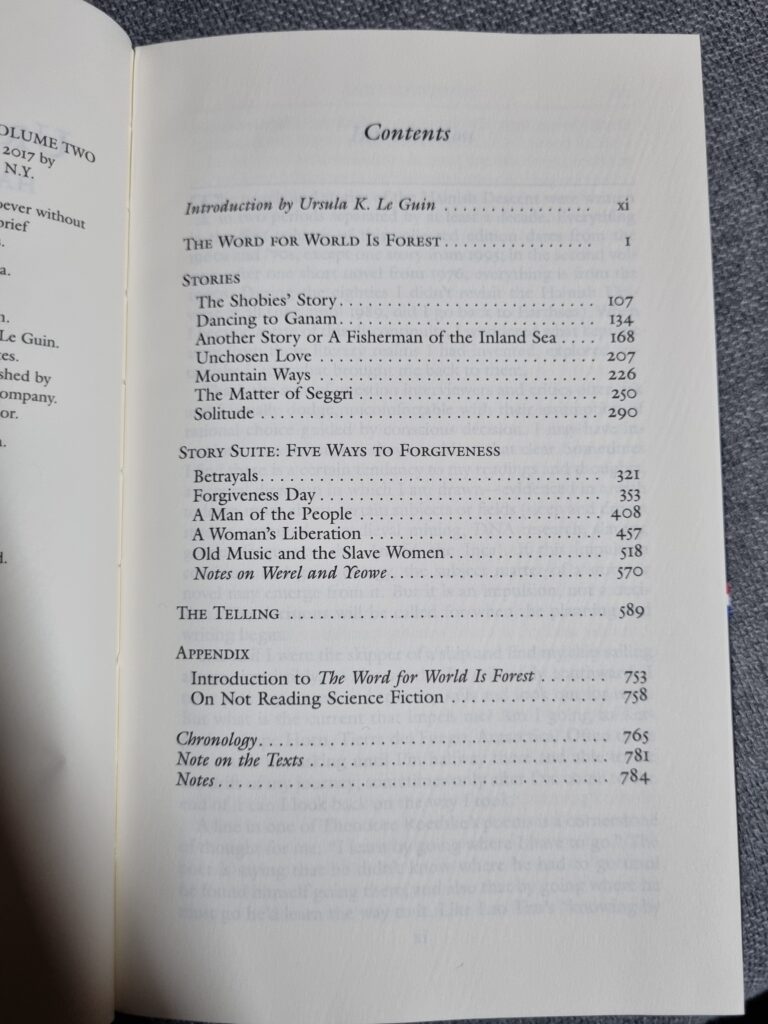 OLUME TWO
2017 by
N.Y.
ever without
brief
s.
a.
n.
Le Guin.
tes.
shed by
ompany.
or.
n.
d.
Contents
Introduction by Ursula K. Le Guin . . . . . . . . . . . . . . . xi
The Word for World Is Forest . . . . . . . . . . . . . . . 1
Stories
The Shobies' Story . . . . . . . . . . . . . . . 107
Dancing to Ganam . . . . . . . . . . . . . . . 134
Another Story or A Fisherman of the Inland Sea . . . . 168
Unchosen Love . . . . . . . . . . . . . . . 207
Mountain Ways . . . . . . . . . . . . . . . 226
The Matter of Seggri . . . . . . . . . . . . . . . 250
Solitude . . . . . . . . . . . . . . . 290
Story Suite: Five Ways to Forgiveness
Betrayals . . . . . . . . . . . . . . . 321
Forgiveness Day . . . . . . . . . . . . . . . 353
A Man of the People . . . . . . . . . . . . . . . 408
A Woman's Liberation . . . . . . . . . . . . . . . 457
Old Music and the Slave Women . . . . . . . . . . . . . . . 518
Notes on Werel and Yeowe . . . . . . . . . . . . . . . 570
The Telling . . . . . . . . . . . . . . . 589
Appendix
Introduction to The Word for World Is Forest . . . . . . . 753
On Not Reading Science Fiction . . . . . . . . . . . . . . . 758
Chronology . . . . . . . . . . . . . . . 765
Note on the Texts . . . . . . . . . . . . . . . 781
Notes . . . . . . . . . . . . . . . 784